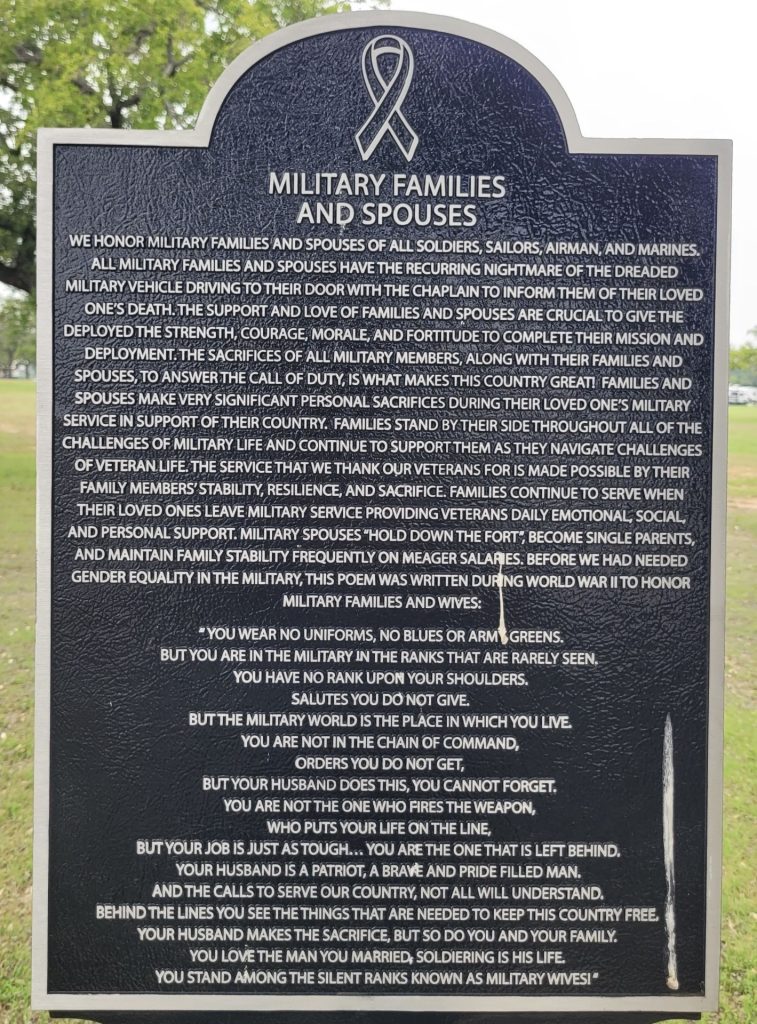 MILITARY FAMILIES
AND SPOUSES
WE HONOR MILITARY FAMILIES AND SPOUSES OF ALL SOLDIERS, SAILORS, AIRMAN, AND MARINES.
ALL MILITARY FAMILIES AND SPOUSES HAVE THE RECURRING NIGHTMARE OF THE DREADED
MILITARY VEHICLE DRIVING TO THEIR DOOR WITH THE CHAPLAIN TO INFORM THEM OF THEIR LOVED
ONE'S DEATH. THE SUPPORT AND LOVE OF FAMILIES AND SPOUSES ARE CRUCIAL TO GIVE THE
DEPLOYED THE STRENGTH, COURAGE, MORALE, AND FORTITUDE TO COMPLETE THEIR MISSION AND
DEPLOYMENT. THE SACRIFICES OF ALL MILITARY MEMBERS, ALONG WITH THEIR FAMILIES AND
SPOUSES, TO ANSWER THE CALL OF DUTY, IS WHAT MAKES THIS COUNTRY GREAT! FAMILIES AND
SPOUSES MAKE VERY SIGNIFICANT PERSONAL SACRIFICES DURING THEIR LOVED ONE'S MILITARY
SERVICE IN SUPPORT OF THEIR COUNTRY. FAMILIES STAND BY THEIR SIDE THROUGHOUT ALL OF THE
CHALLENGES OF MILITARY LIFE AND CONTINUE TO SUPPORT THEM AS THEY NAVIGATE CHALLENGES
OF VETERAN LIFE. THE SERVICE THAT WE THANK OUR VETERANS FOR IS MADE POSSIBLE BY THEIR
FAMILY MEMBERS' STABILITY, RESILIENCE, AND SACRIFICE. FAMILIES CONTINUE TO SERVE WHEN
THEIR LOVED ONES LEAVE MILITARY SERVICE PROVIDING VETERANS DAILY EMOTIONAL, SOCIAL,
AND PERSONAL SUPPORT. MILITARY SPOUSES "HOLD DOWN THE FORT", BECOME SINGLE PARENTS,
AND MAINTAIN FAMILY STABILITY FREQUENTLY ON MEAGER SALARIES. BEFORE WE HAD NEEDED
GENDER EQUALITY IN THE MILITARY, THIS POEM WAS WRITTEN DURING WORLD WAR II TO HONOR
MILITARY FAMILIES AND WIVES:
"YOU WEAR NO UNIFORMS, NO BLUES OR ARMY GREENS.
BUT YOU ARE IN THE MILITARY IN THE RANKS THAT ARE RARELY SEEN.
YOU HAVE NO RANK UPON YOUR SHOULDERS.
SALUTES YOU DO NOT GIVE.
BUT THE MILITARY WORLD IS THE PLACE IN WHICH YOU LIVE.
YOU ARE NOT IN THE CHAIN OF COMMAND,
ORDERS YOU DO NOT GET,
BUT YOUR HUSBAND DOES THIS, YOU CANNOT FORGET.
YOU ARE NOT THE ONE WHO FIRES THE WEAPON,
WHO PUTS YOUR LIFE ON THE LINE,
BUT YOUR JOB IS JUST AS TOUGH... YOU ARE THE ONE THAT IS LEFT BEHIND.
YOUR HUSBAND IS A PATRIOT, A BRAVE AND PRIDE FILLED MAN.
AND THE CALLS TO SERVE OUR COUNTRY, NOT ALL WILL UNDERSTAND.
BEHIND THE LINES YOU SEE THE THINGS THAT ARE NEEDED TO KEEP THIS COUNTRY FREE.
YOUR HUSBAND MAKES THE SACRIFICE, BUT SO DO YOU AND YOUR FAMILY.
YOU LOVE THE MAN YOU MARRIED, SOLDIERING IS HIS LIFE.
YOU STAND AMONG THE SILENT RANKS KNOWN AS MILITARY WIVES!"